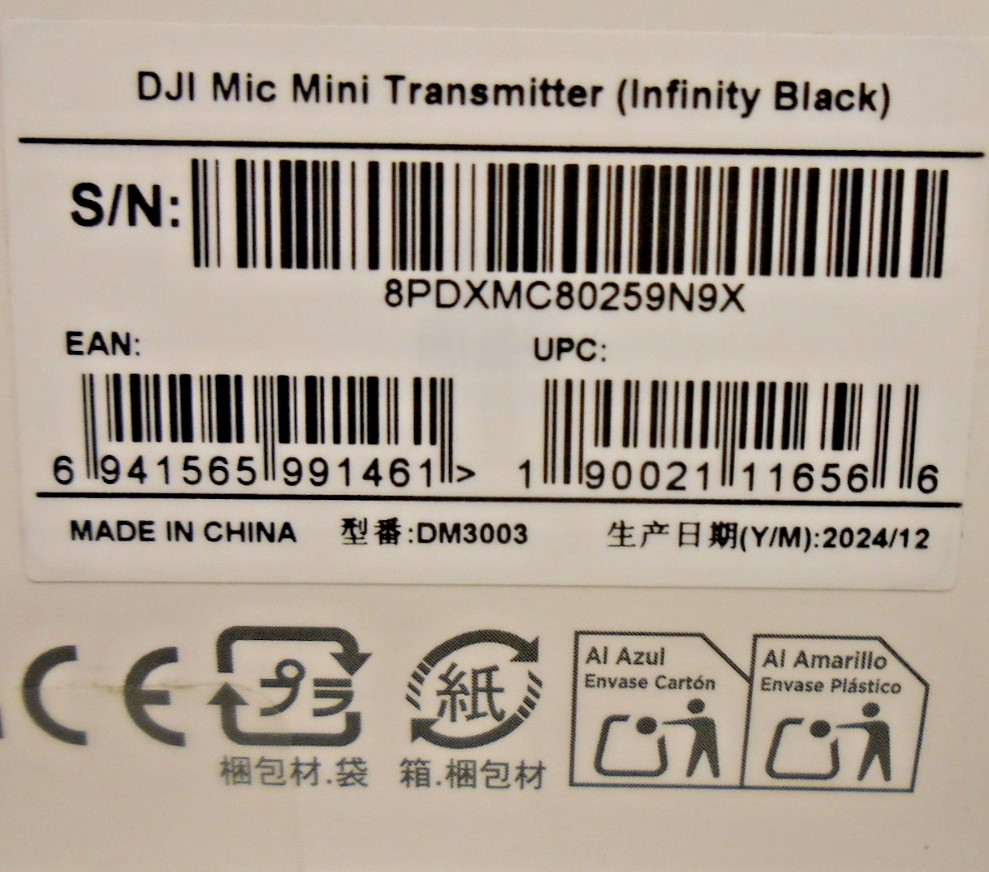 DJI Mic Mini Transmitter (Infinity Black)
S/N:
8PDXMC80259N9X
EAN: UPC:
6 941565 991461 > 1 90021 11656 6
MADE IN CHINA 型番:DM3003 生产日期(Y/M):2024/12
CE プラ 紙 Al Azul Al Amarillo
Envase Cartón Envase Plástico
梱包材.袋 箱.梱包材